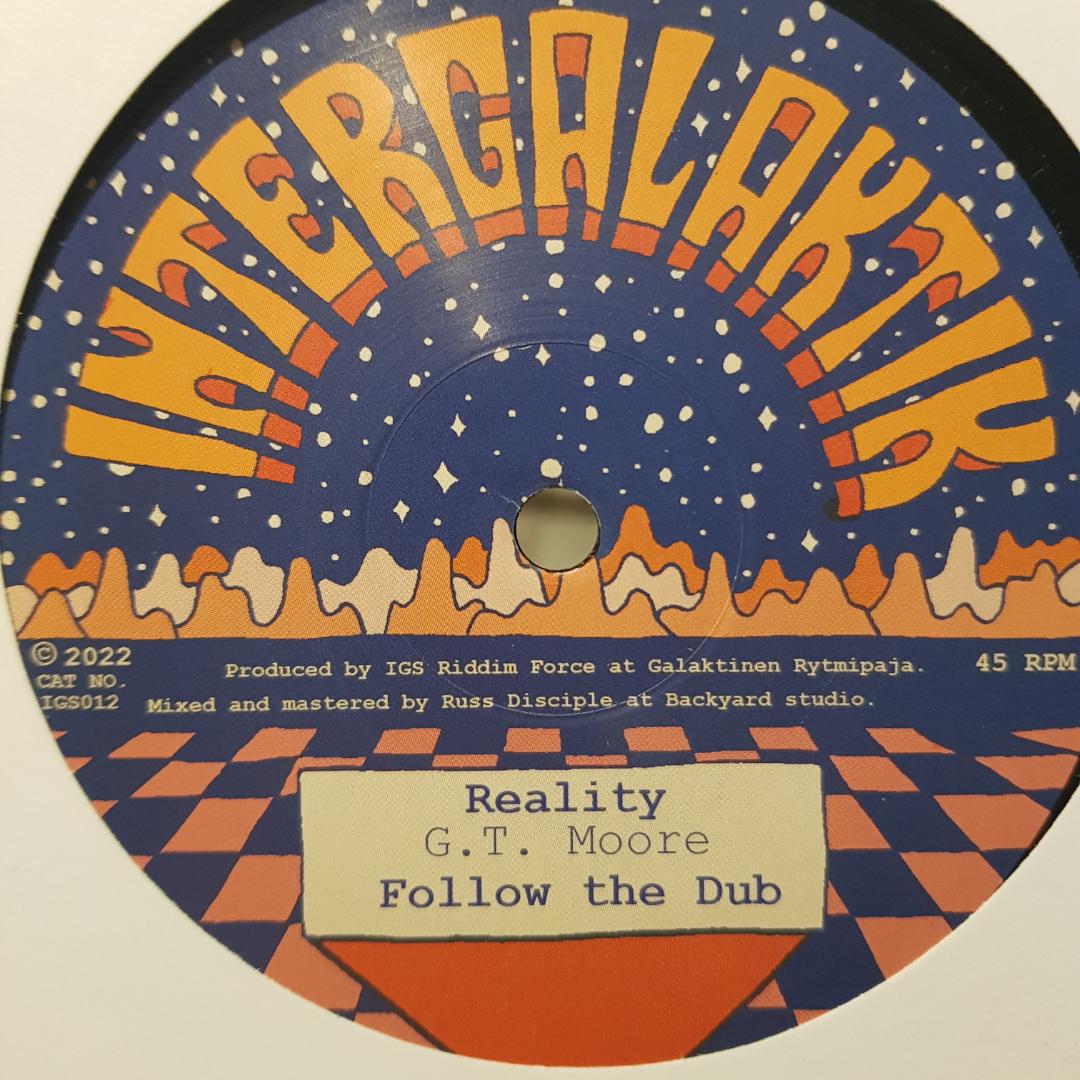 INTERGALAKTIK
© 2022
CAT NO.
IGS012
Produced by IGS Riddim Force at Galaktinen Rytmipaja.
Mixed and mastered by Russ Disciple at Backyard studio.
45 RPM
Reality
G.T. Moore
Follow the Dub